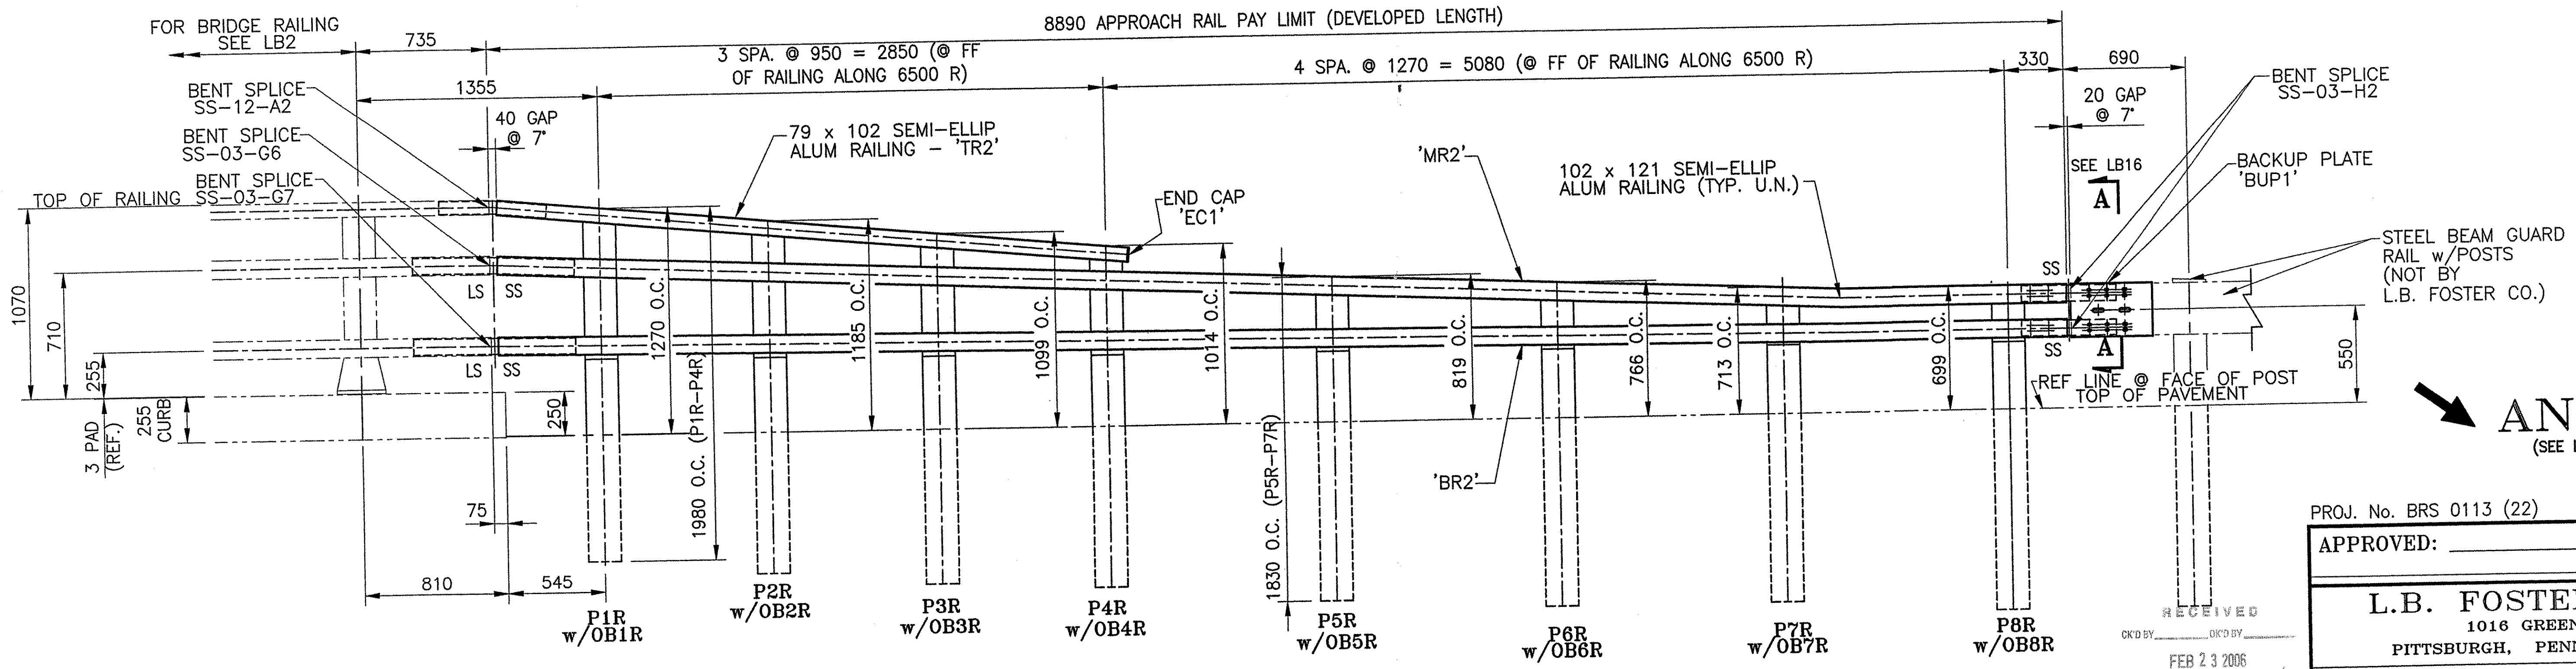 FOR BRIDGE RAILING
SEE LB2
735
8890 APPROACH RAIL PAY LIMIT (DEVELOPED LENGTH)
3 SPA. @ 950 = 2850 (@ FF
OF RAILING ALONG 6500 R)
4 SPA. @ 1270 = 5080 (@ FF OF RAILING ALONG 6500 R)
330
690
1355
BENT SPLICE
SS-12-A2
BENT SPLICE
SS-03-G6
BENT SPLICE
SS-03-G7
TOP OF RAILING
40 GAP
@ 7°
79 x 102 SEMI-ELLIP
ALUM RAILING - 'TR2'
'MR2'
102 x 121 SEMI-ELLIP
ALUM RAILING (TYP. U.N.)
20 GAP
@ 7°
BENT SPLICE
SS-03-H2
SEE LB16
A
BACKUP PLATE
'BUP1'
END CAP
'EC1'
STEEL BEAM GUARD
RAIL w/POSTS
(NOT BY
L.B. FOSTER CO.)
1070
710
255
3 PAD
(REF.)
255
CURB
250
LS
SS
LS
SS
1270 O.C.
1980 O.C. (P1R-P4R)
1185 O.C.
1099 O.C.
1014 O.C.
1830 O.C. (P5R-P7R)
819 O.C.
766 O.C.
713 O.C.
699 O.C.
SS
SS
A
550
REF LINE @ FACE OF POST
TOP OF PAVEMENT
'BR2'
75
810
545
P1R
w/OB1R
P2R
w/OB2R
P3R
w/OB3R
P4R
w/OB4R
P5R
w/OB5R
P6R
w/OB6R
P7R
w/OB7R
P8R
w/OB8R
AN
(SEE
PROJ. No. BRS 0113 (22)
APPROVED:
L.B. FOSTE
1016 GREEN
PITTSBURGH, PEN
RECEIVED
CK'D BY OK'D BY
FEB 23 2006